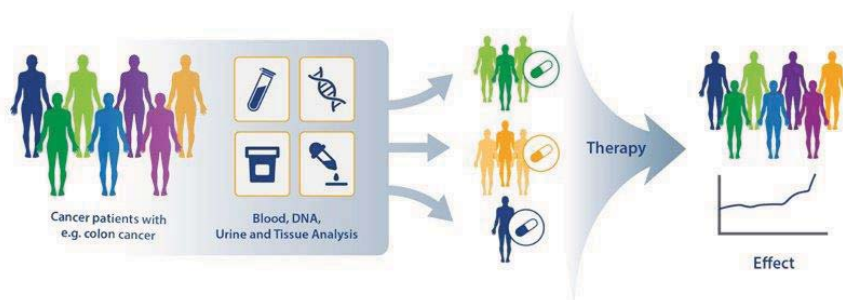 Cancer patients with
e.g. colon cancer
Blood, DNA,
Urine and Tissue Analysis
Therapy
Effect